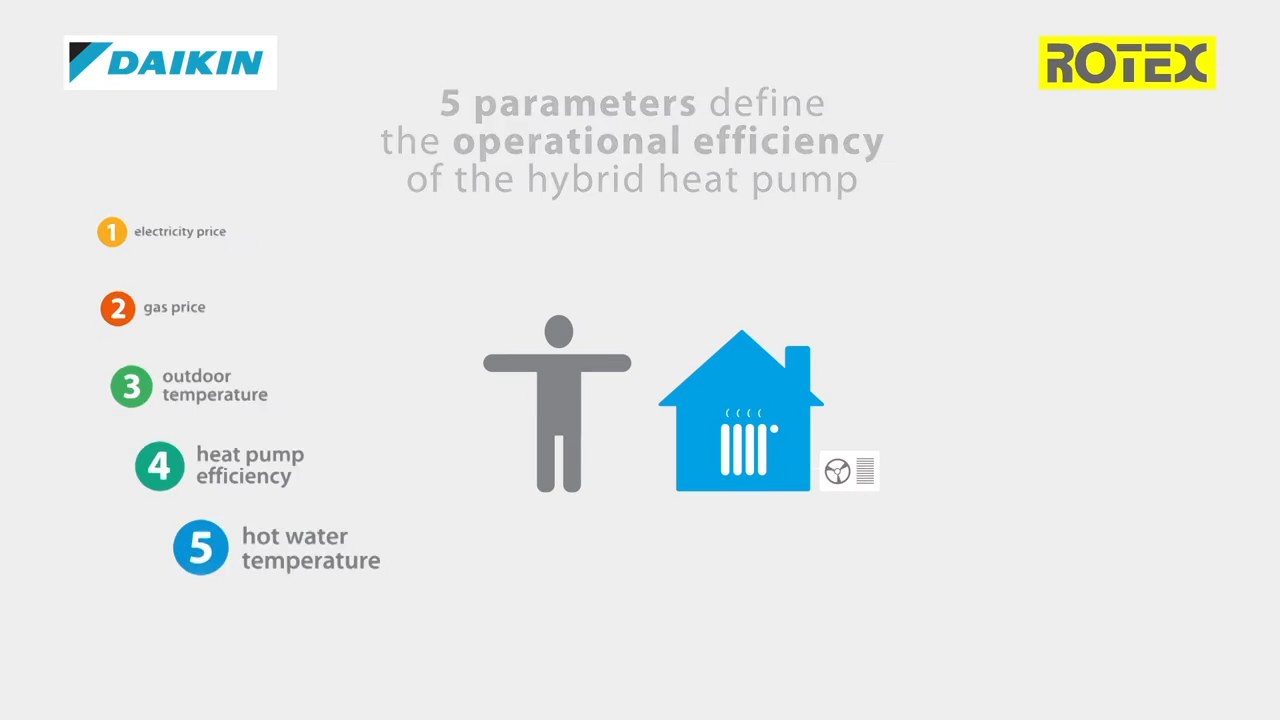 DAIKIN
ROTEX
5 parameters define
the operational efficiency
of the hybrid heat pump
1 electricity price
2 gas price
3 outdoor
temperature
4 heat pump
efficiency
5 hot water
temperature